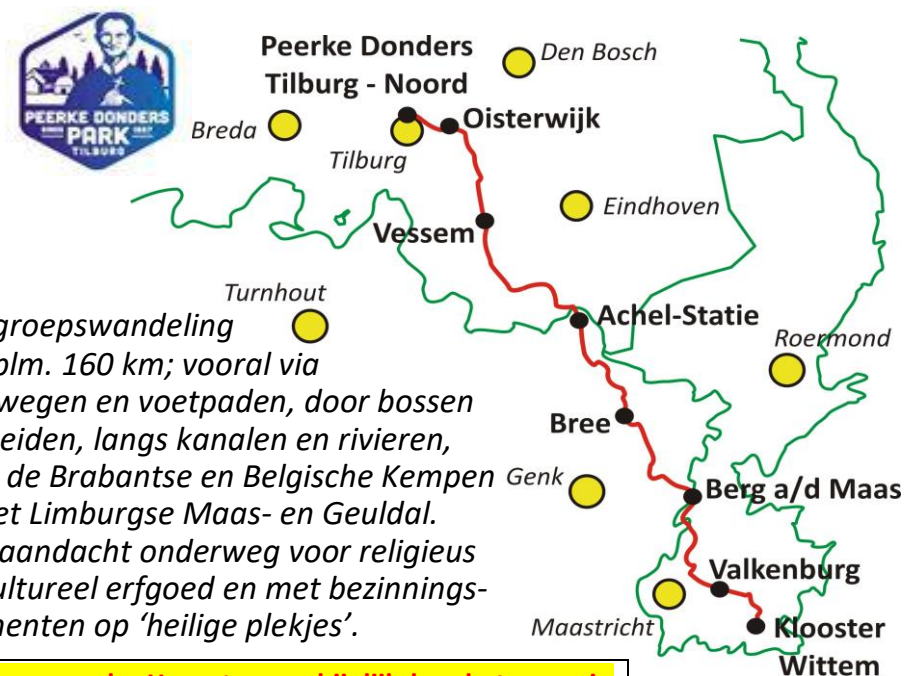 PEERKE DONDERS
PARK
TILBURG
Peerke Donders
Tilburg - Noord
Den Bosch
Breda
Oisterwijk
Tilburg
Eindhoven
Vessem
Turnhout
Achel-Statie
Roermond
groepswandeling
plm. 160 km; vooral via
wegen en voetpaden, door bossen
eiden, langs kanalen en rivieren,
de Brabantse en Belgische Kempen
et Limburgse Maas- en Geuldal.
aandacht onderweg voor religieus
ultureel erfgoed en met bezinnings-
enten op ‘heilige plekjes’.
Bree
Genk
Berg a/d Maas
Valkenburg
Maastricht
Klooster
Wittem